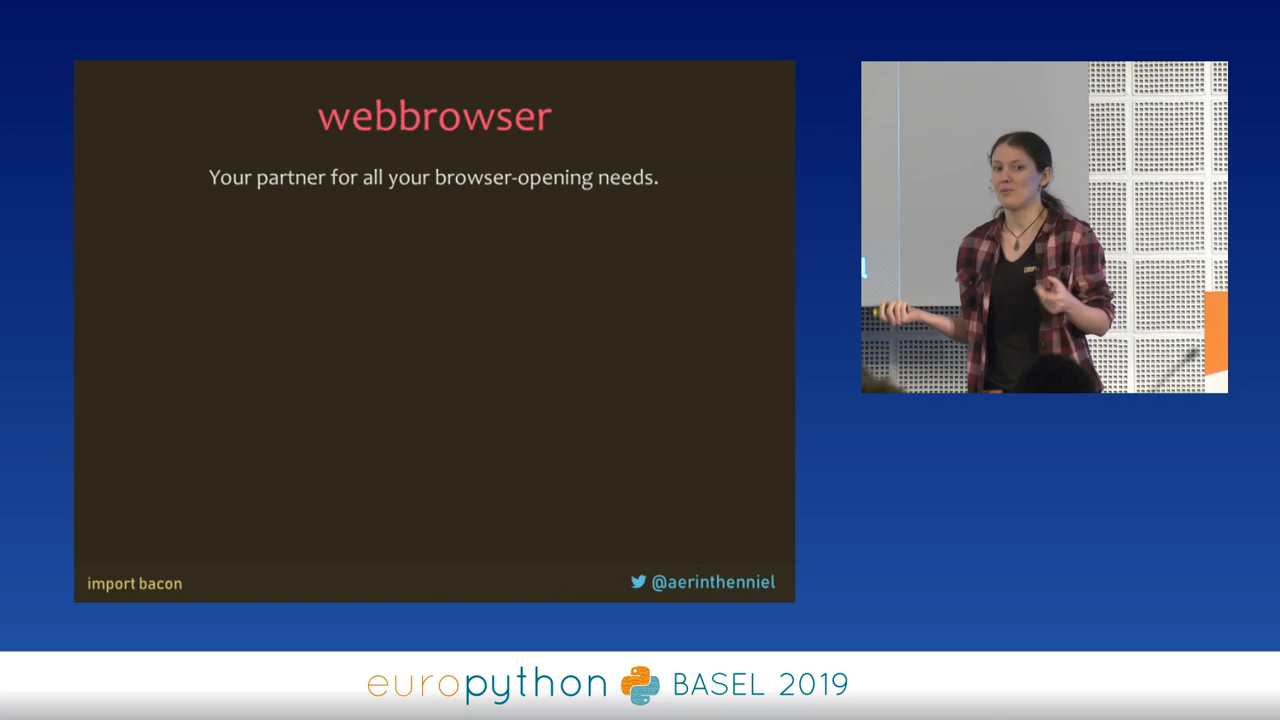 webbrowser
Your partner for all your browser-opening needs.
import bacon
@aerinthenniel
europython BASEL 2019